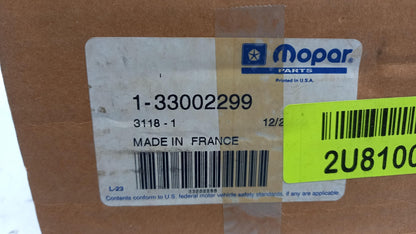 Mopar
PARTS
Printed in U.S.A.
1-33002299
3118 - 1 12/2
MADE IN FRANCE
L-23
33002299
Contents conform to U.S. federal motor vehicle safety standards, if any are applicable.
2U8100